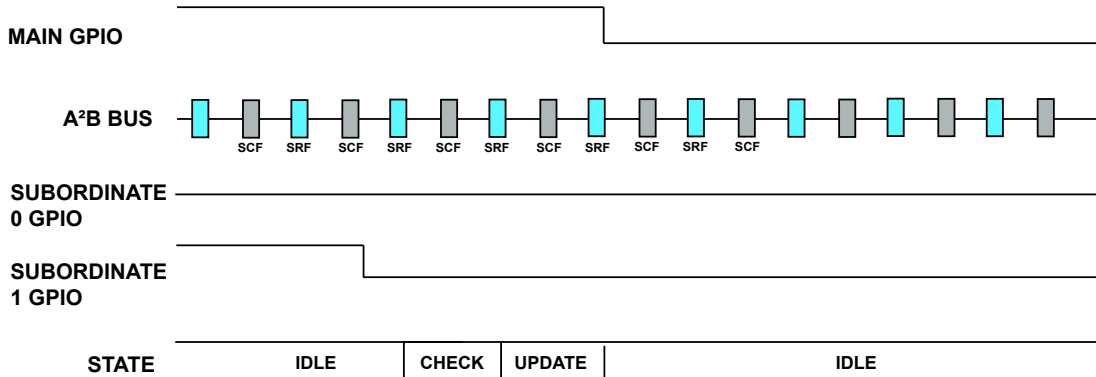 MAIN GPIO
A²B BUS
SCF SRF SCF SRF SCF SRF SCF SRF SCF SRF SCF
SUBORDINATE
0 GPIO
SUBORDINATE
1 GPIO
STATE IDLE CHECK UPDATE IDLE